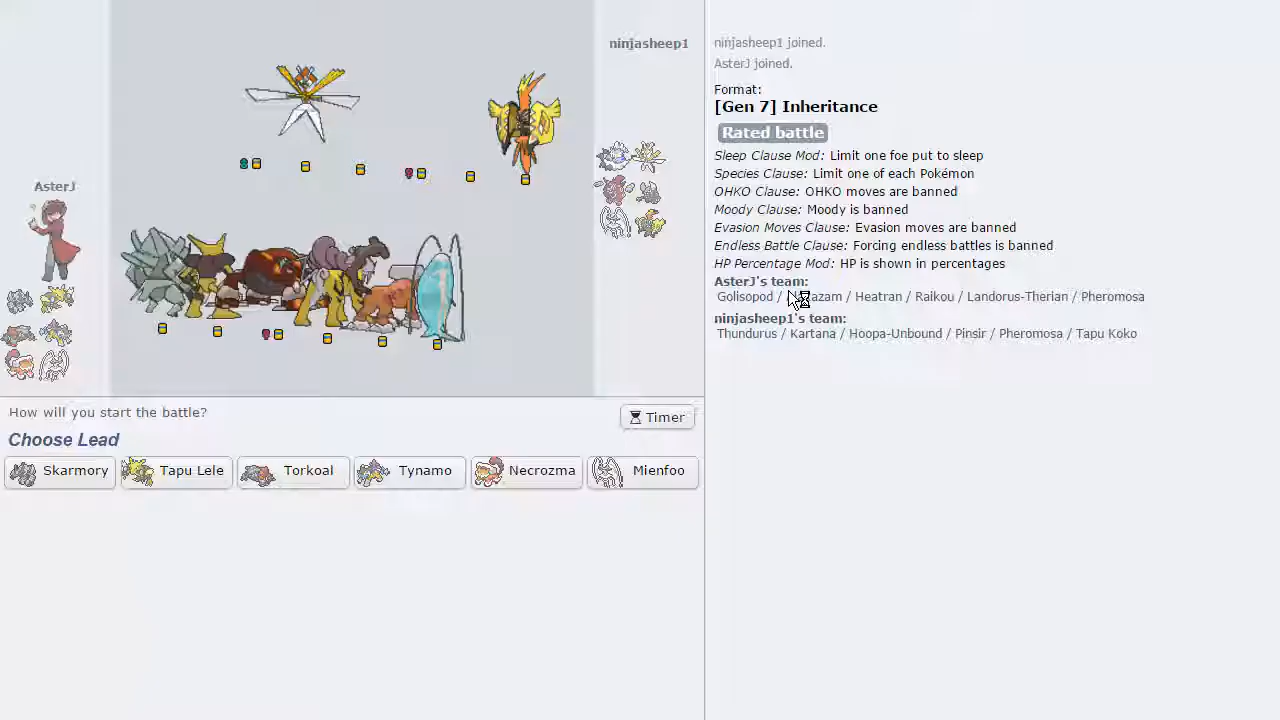 ninjasheep1
AsterJ
How will you start the battle?
Timer
Choose Lead
Skarmory
Tapu Lele
Torkoal
Tynamo
Necrozma
Mienfoo
ninjasheep1 joined.
AsterJ joined.
Format:
[Gen 7] Inheritance
Rated battle
Sleep Clause Mod: Limit one foe put to sleep
Species Clause: Limit one of each Pokémon
OHKO Clause: OHKO moves are banned
Moody Clause: Moody is banned
Evasion Moves Clause: Evasion moves are banned
Endless Battle Clause: Forcing endless battles is banned
HP Percentage Mod: HP is shown in percentages
AsterJ's team:
Golisopod / / Heatran / Raikou / Landorus-Therian / Pheromosa
ninjasheep1's team:
Thundurus / Kartana / Hoopa-Unbound / Pinsir / Pheromosa / Tapu Koko